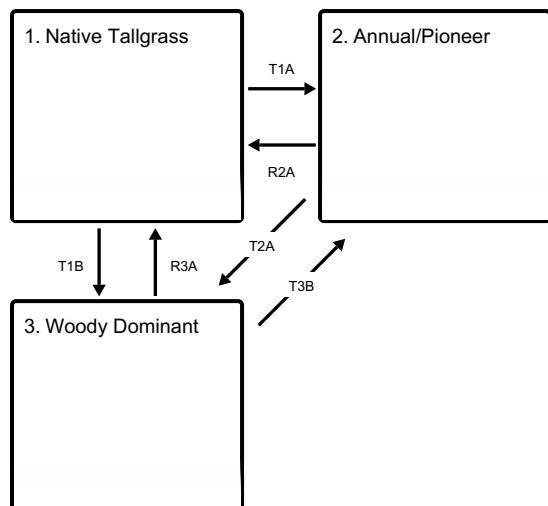 1. Native Tallgrass
2. Annual/Pioneer
T1A
R2A
T1B
R3A
T2A
T3B
3. Woody Dominant